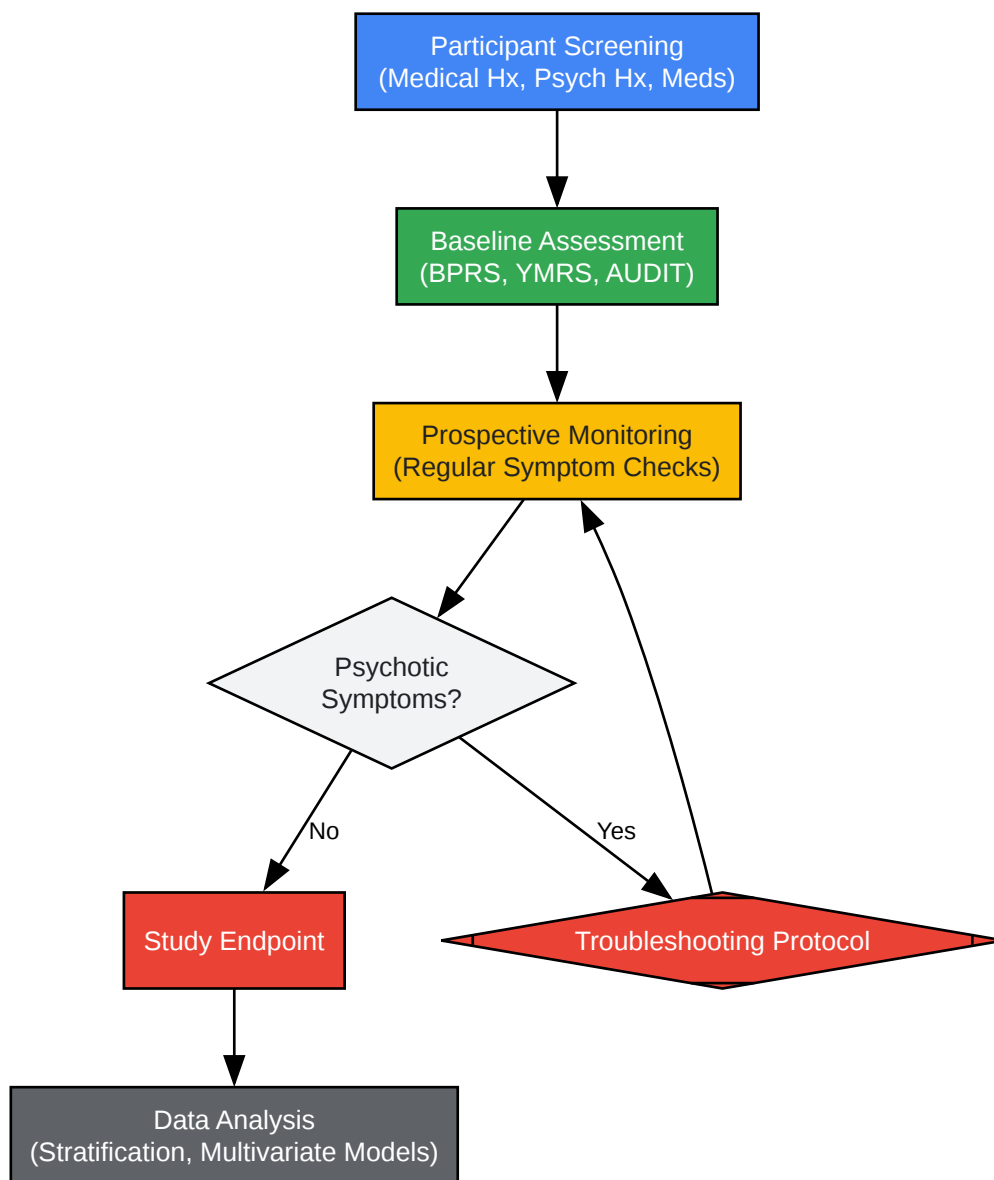 Participant Screening
(Medical Hx, Psych Hx, Meds)
Baseline Assessment
(BPRS, YMRS, AUDIT)
Prospective Monitoring
(Regular Symptom Checks)
Psychotic
Symptoms?
No
Yes
Study Endpoint
Troubleshooting Protocol
Data Analysis
(Stratification, Multivariate Models)